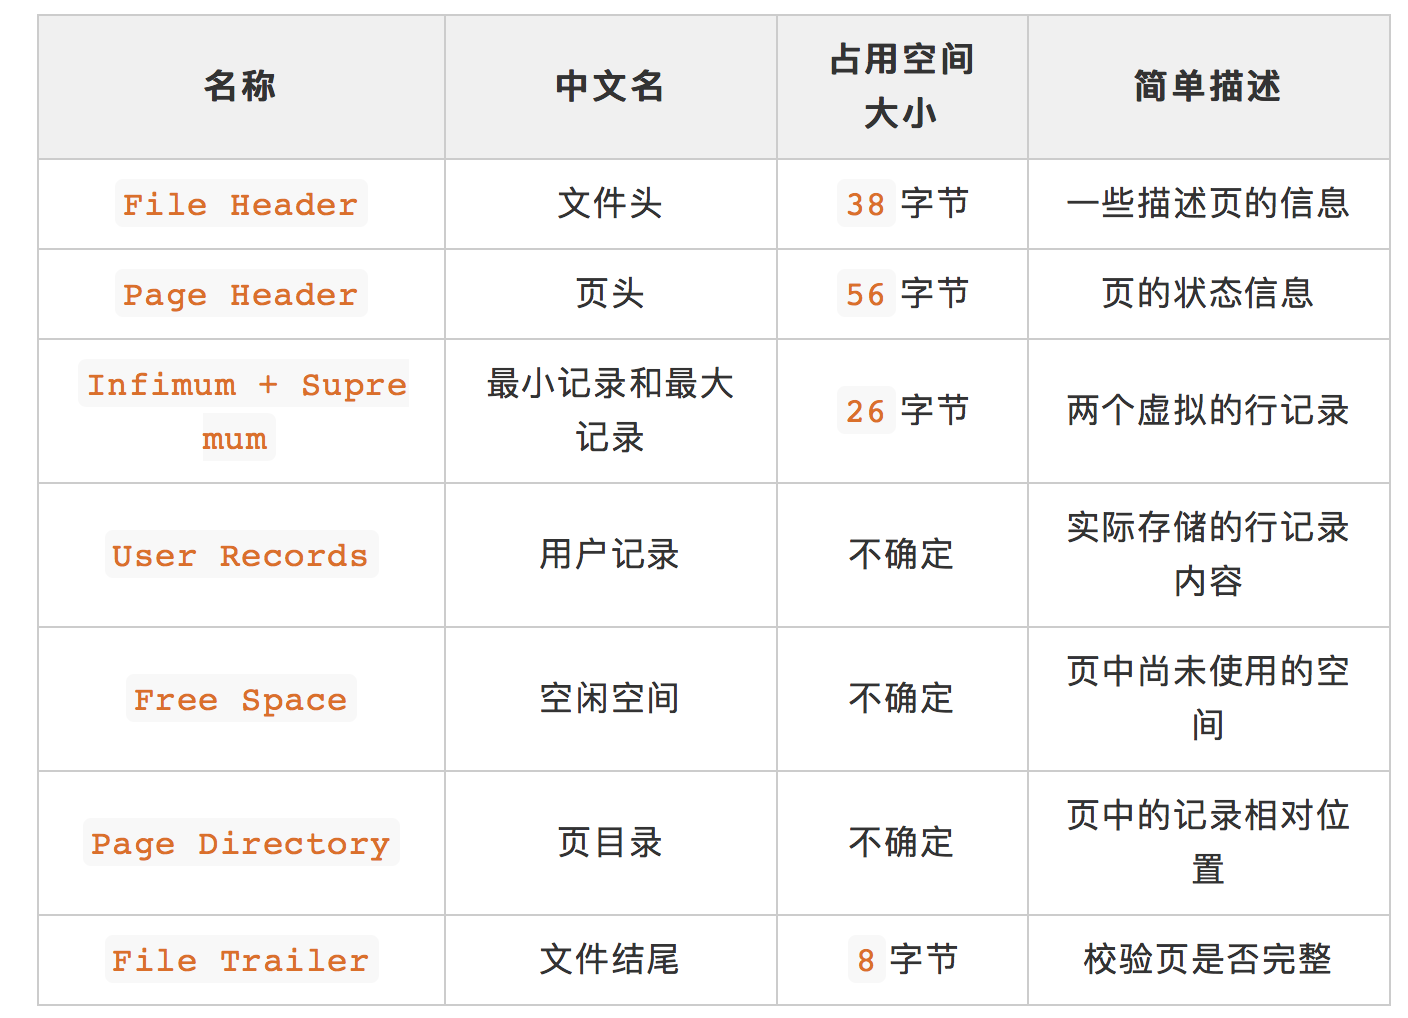 名称 中文名 占用空间大小 简单描述
File Header 文件头 38 字节 一些描述页的信息
Page Header 页头 56 字节 页的状态信息
Infimum + Supremum 最小记录和最大记录 26 字节 两个虚拟的行记录
User Records 用户记录 不确定 实际存储的行记录内容
Free Space 空闲空间 不确定 页中尚未使用的空间
Page Directory 页目录 不确定 页中的记录相对位置
File Trailer 文件结尾 8 字节 校验页是否完整